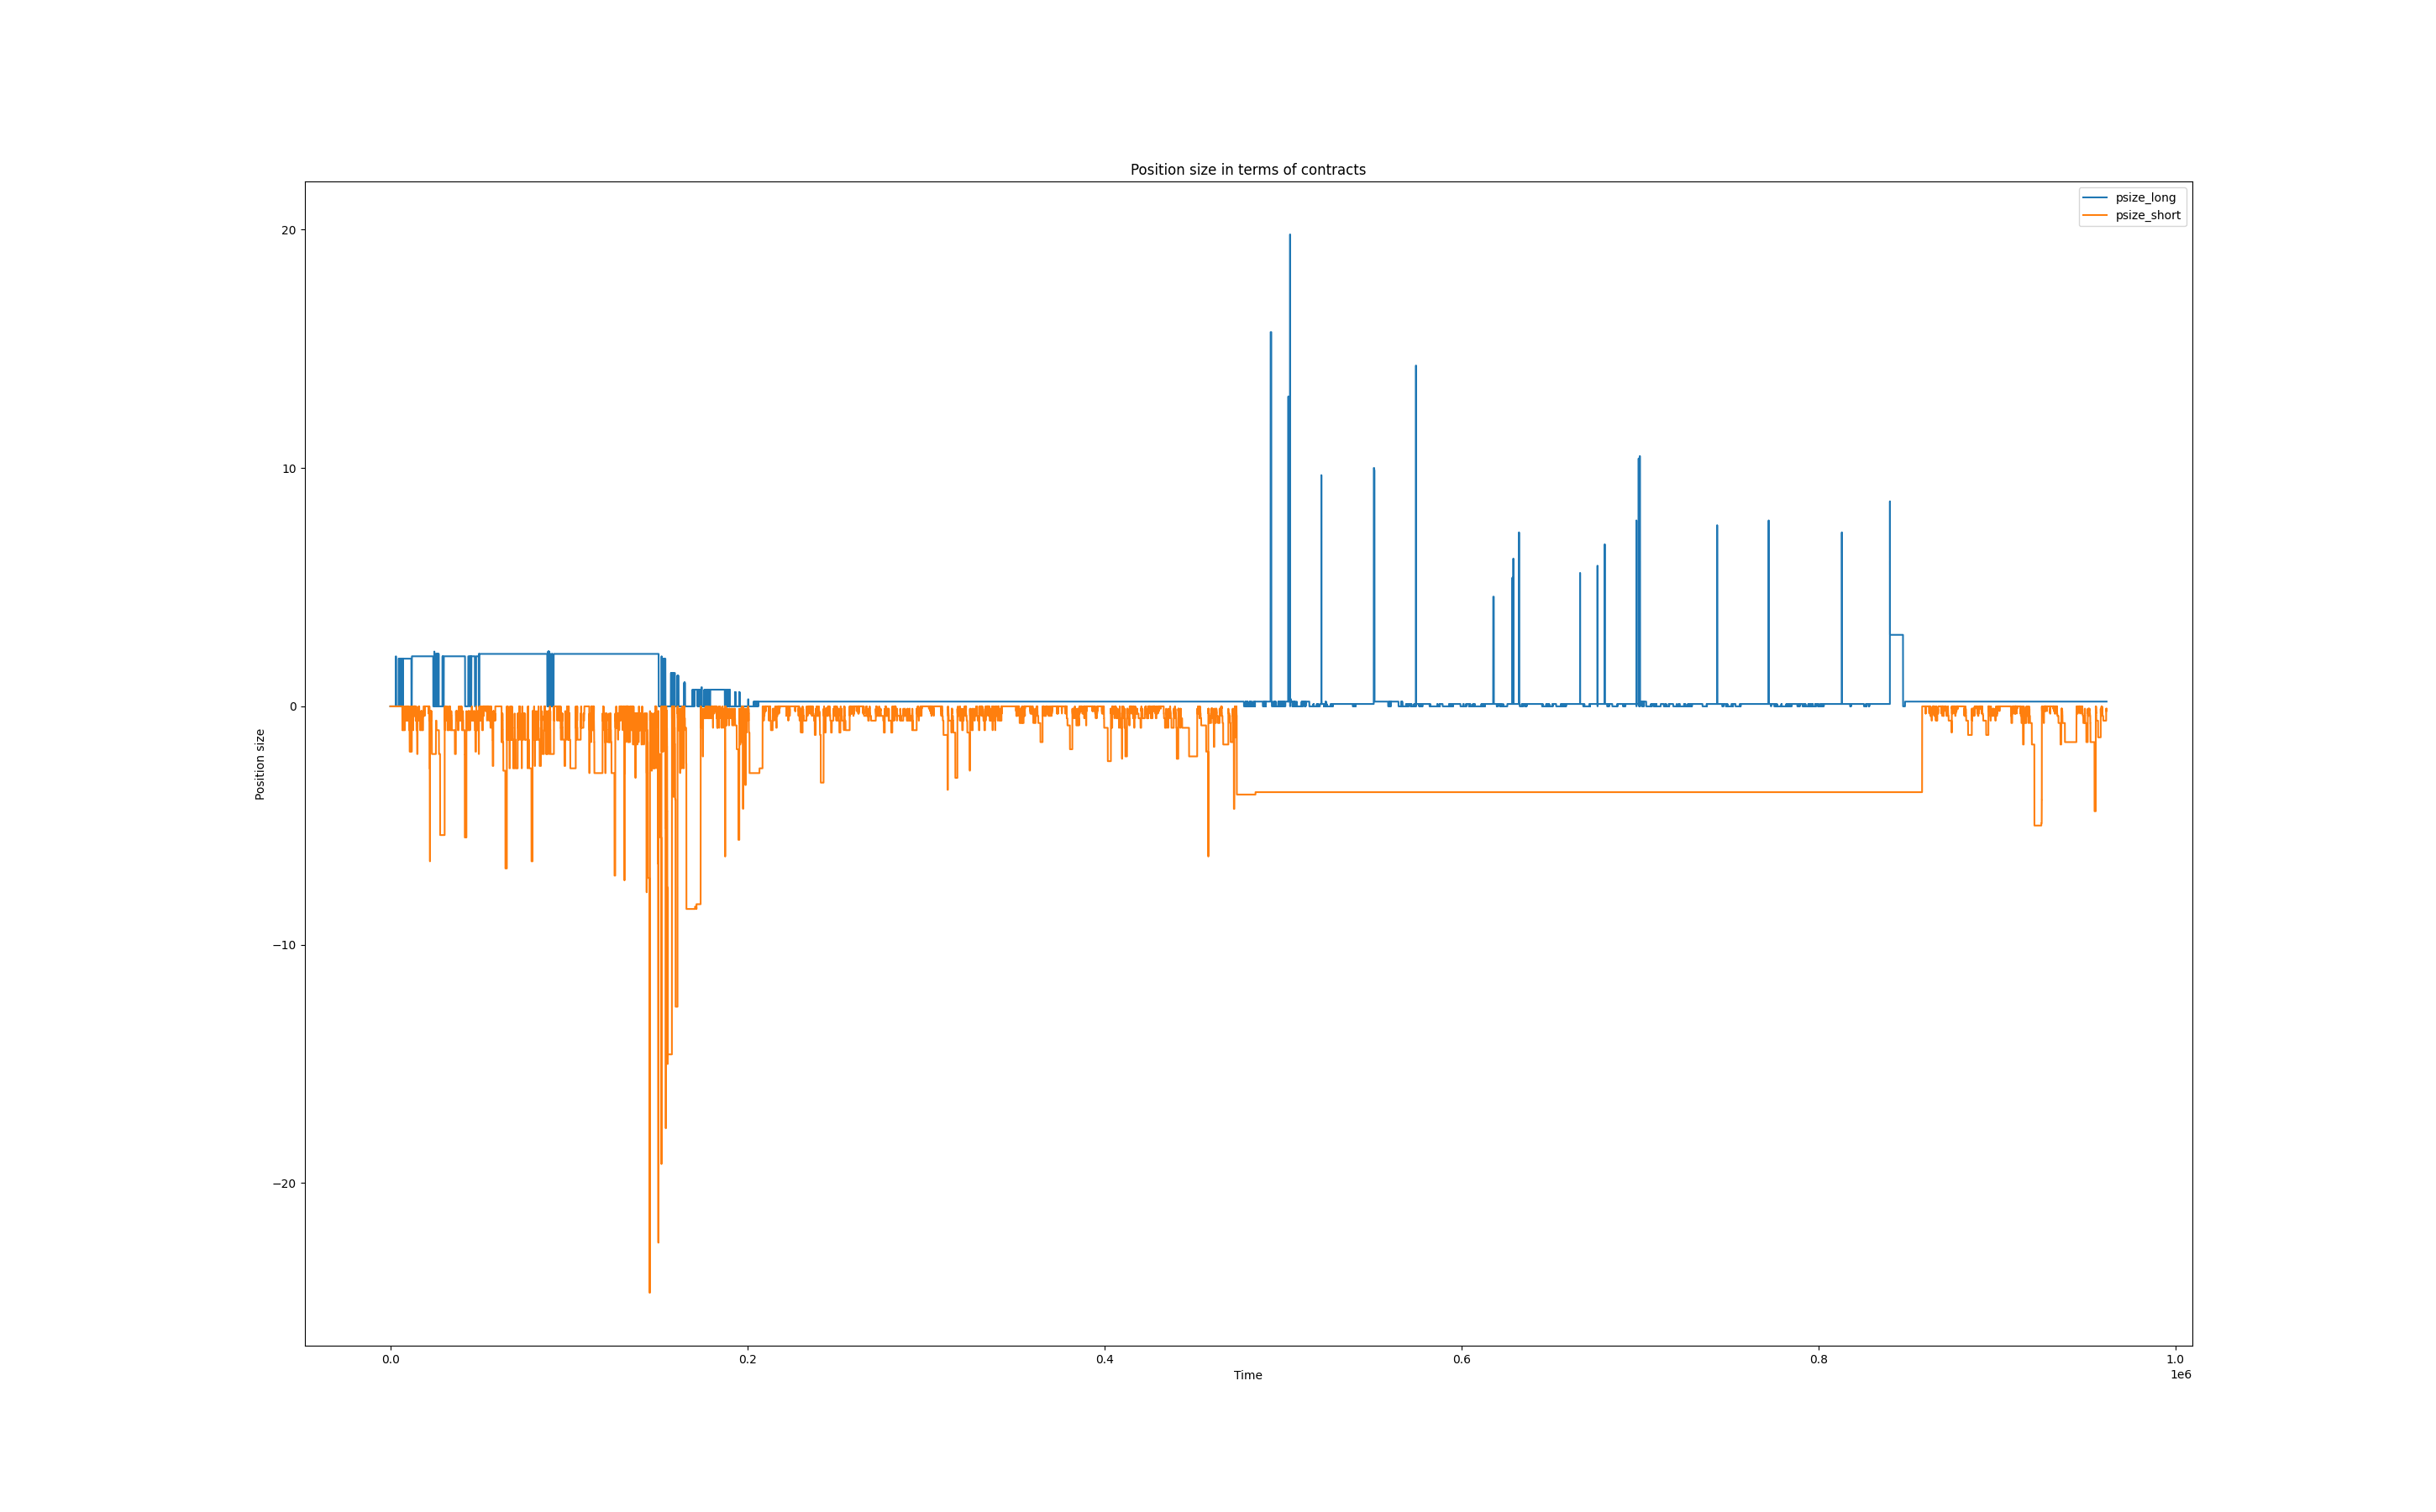 Position size in terms of contracts
psize_long
psize_short
Position size
20
10
0
−10
−20
0.0
0.2
0.4
0.6
0.8
1.0
Time
1e6